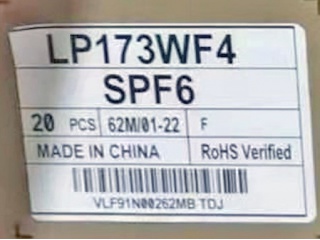 LP173WF4
SPF6
20 PCS 62M/01-22 F
MADE IN CHINA RoHS Verified
VLF91N00262MB TDJ